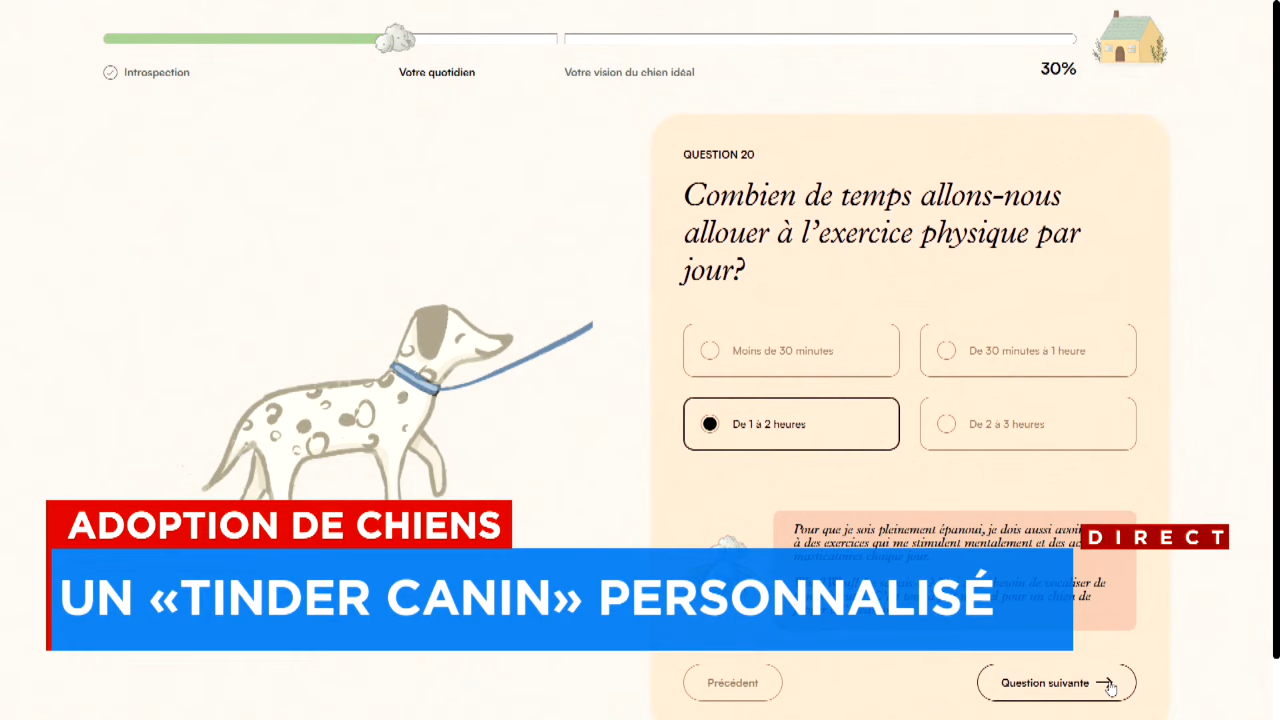 Introspection
Votre quotidien
Votre vision du chien idéal
30%
QUESTION 20
Combien de temps allons-nous
allouer à l'exercice physique par
jour?
Moins de 30 minutes
De 30 minutes à 1 heure
De 1 à 2 heures
De 2 à 3 heures
Pour que je sois pleinement épanoui, je dois aussi
à des exercices qui me stimulent mentalement et des
masticatoires chaque jour.
ADOPTION DE CHIENS
DIRECT
UN «TINDER CANIN» PERSONNALISÉ
Précédent
Question suivante